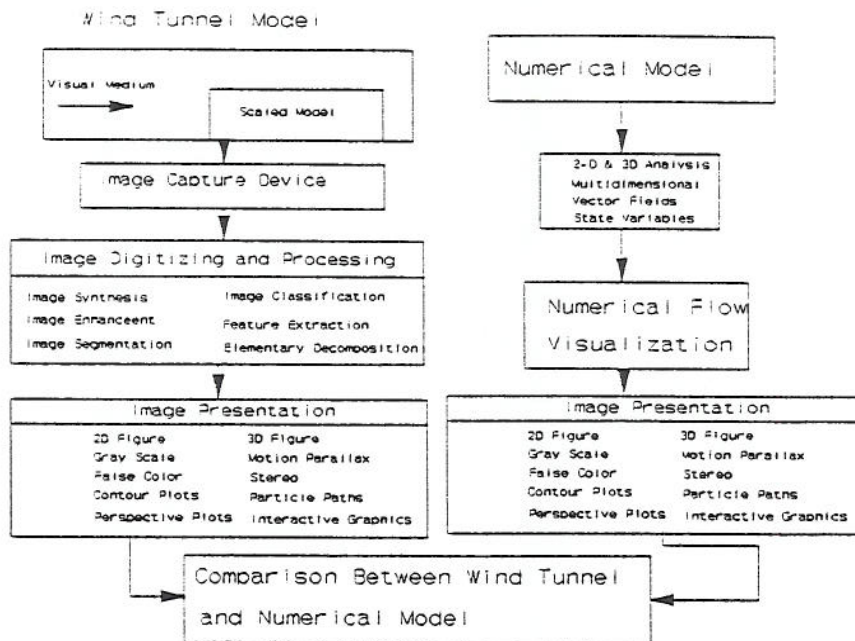 Wind Tunnel Model
Visual Medium
Scaled Model
Image Capture Device
Image Digitizing and Processing
Image Synthesis
Image Classification
Image Enhanceent
Feature Extraction
Image Segmentation
Elementary Decomposition
Image Presentation
2D Figure
3D Figure
Gray Scale
Motion Parallax
False Color
Stereo
Contour Plots
Particle Paths
Perspective Plots
Interactive Graphics
Numerical Model
2-D & 3D Analysis
Multidimensional
Vector Fields
State Variables
Numerical Flow
Visualization
Image Presentation
2D Figure
3D Figure
Gray Scale
Motion Parallax
False Color
Stereo
Contour Plots
Particle Paths
Perspective Plots
Interactive Graphics
Comparison Between Wind Tunnel
and Numerical Model